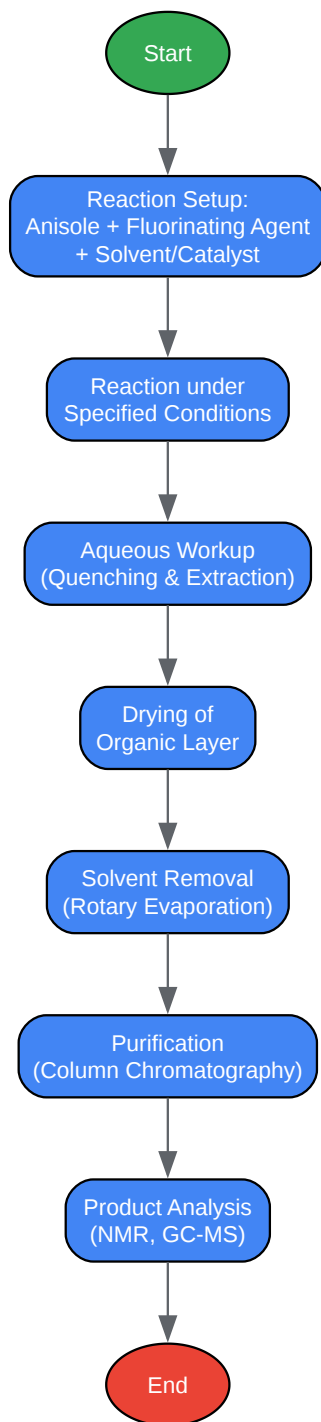 Start
Reaction Setup:
Anisole + Fluorinating Agent
+ Solvent/Catalyst
Reaction under
Specified Conditions
Aqueous Workup
(Quenching & Extraction)
Drying of
Organic Layer
Solvent Removal
(Rotary Evaporation)
Purification
(Column Chromatography)
Product Analysis
(NMR, GC-MS)
End